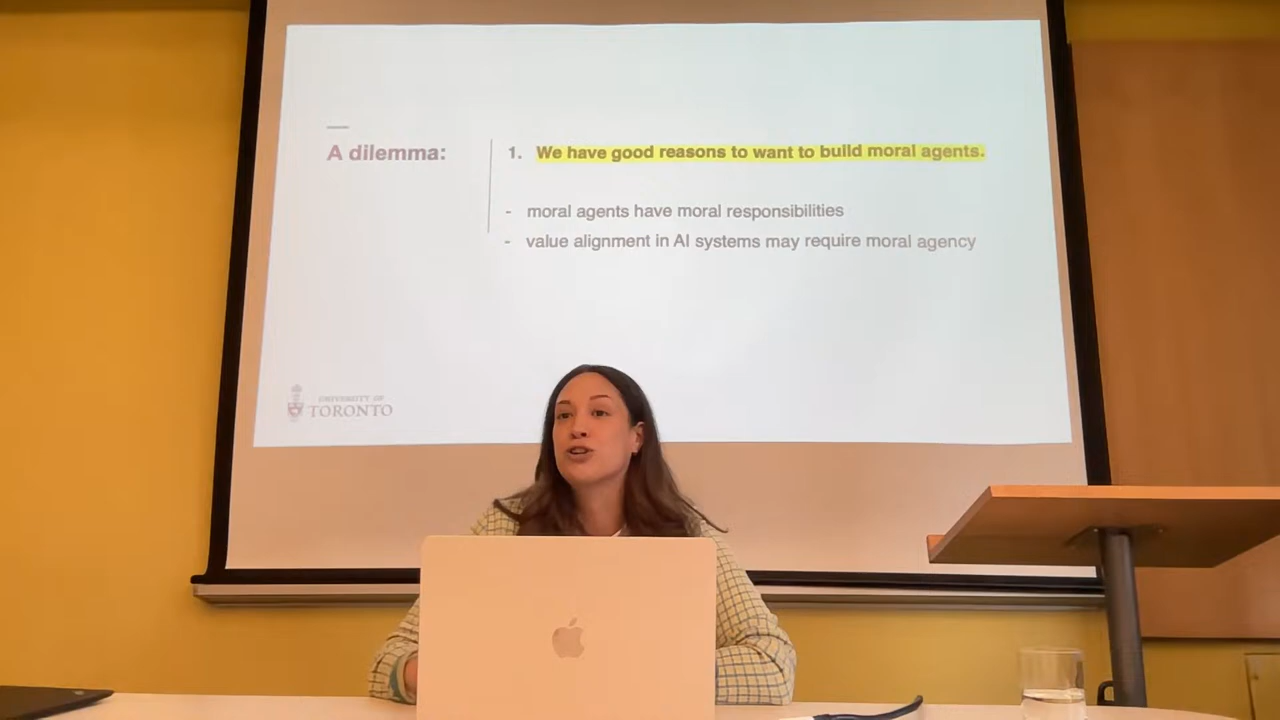 A dilemma:
1. We have good reasons to want to build moral agents.
- moral agents have moral responsibilities
- value alignment in AI systems may require moral agency
UNIVERSITY OF
TORONTO